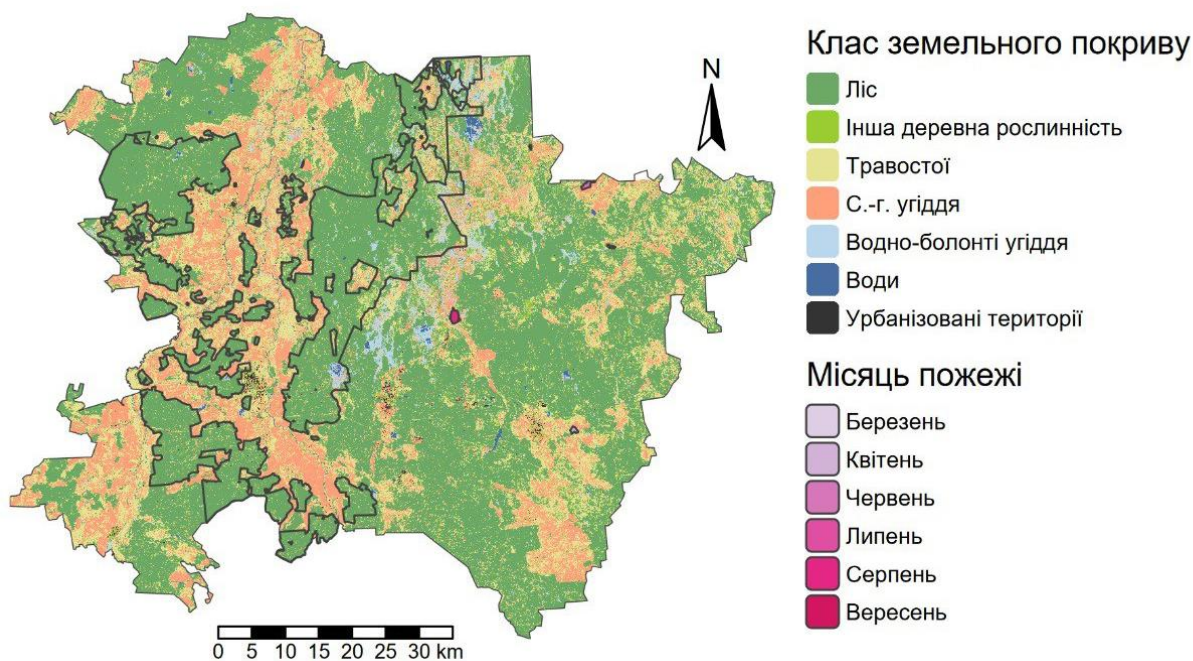 Клас земельного покриву
N
Ліс
Інша деревна рослинність
Травостої
С.-г. угіддя
Водно-болонті угіддя
Води
Урбанізовані території
Місяць пожежі
Березень
Квітень
Червень
Липень
Серпень
Вересень
0 5 10 15 20 25 30 km